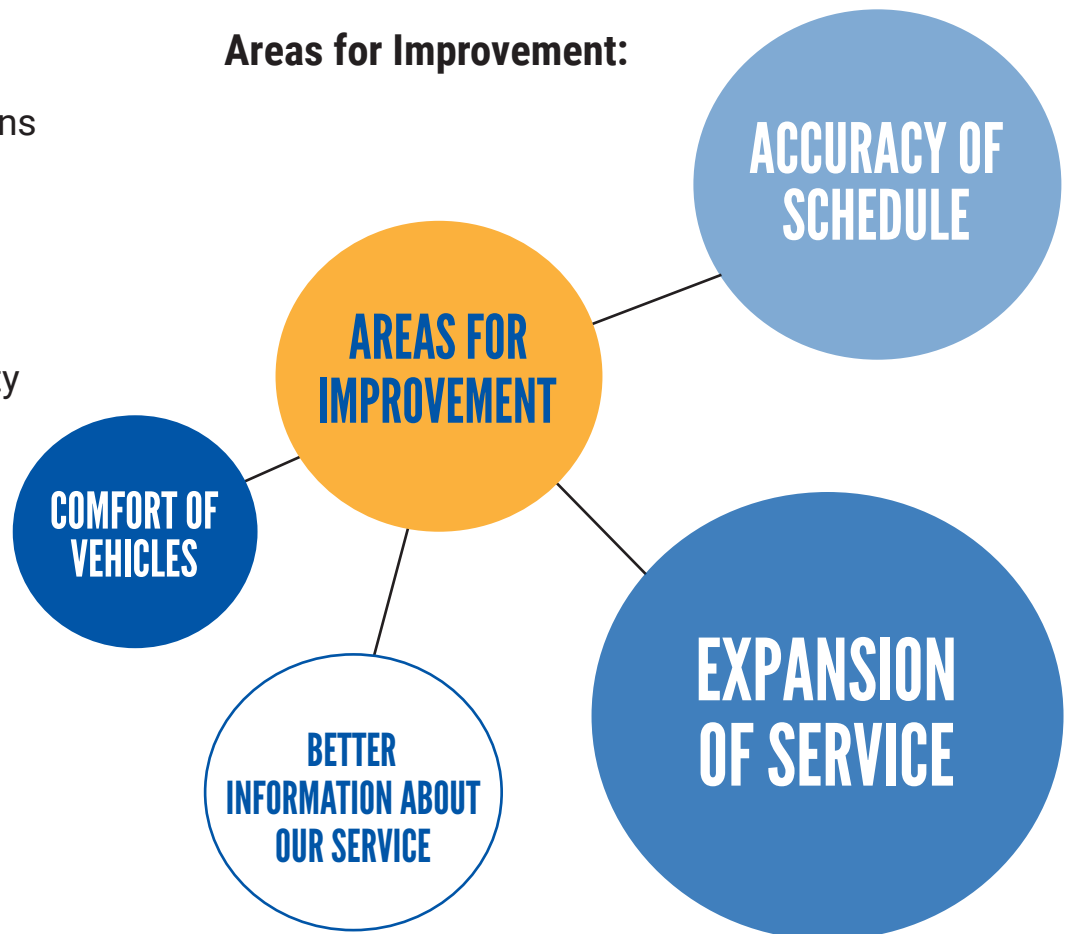 Areas for Improvement:
ns
ty
ACCURACY OF
SCHEDULE
AREAS FOR
IMPROVEMENT
COMFORT OF
VEHICLES
EXPANSION
OF SERVICE
BETTER
INFORMATION ABOUT
OUR SERVICE